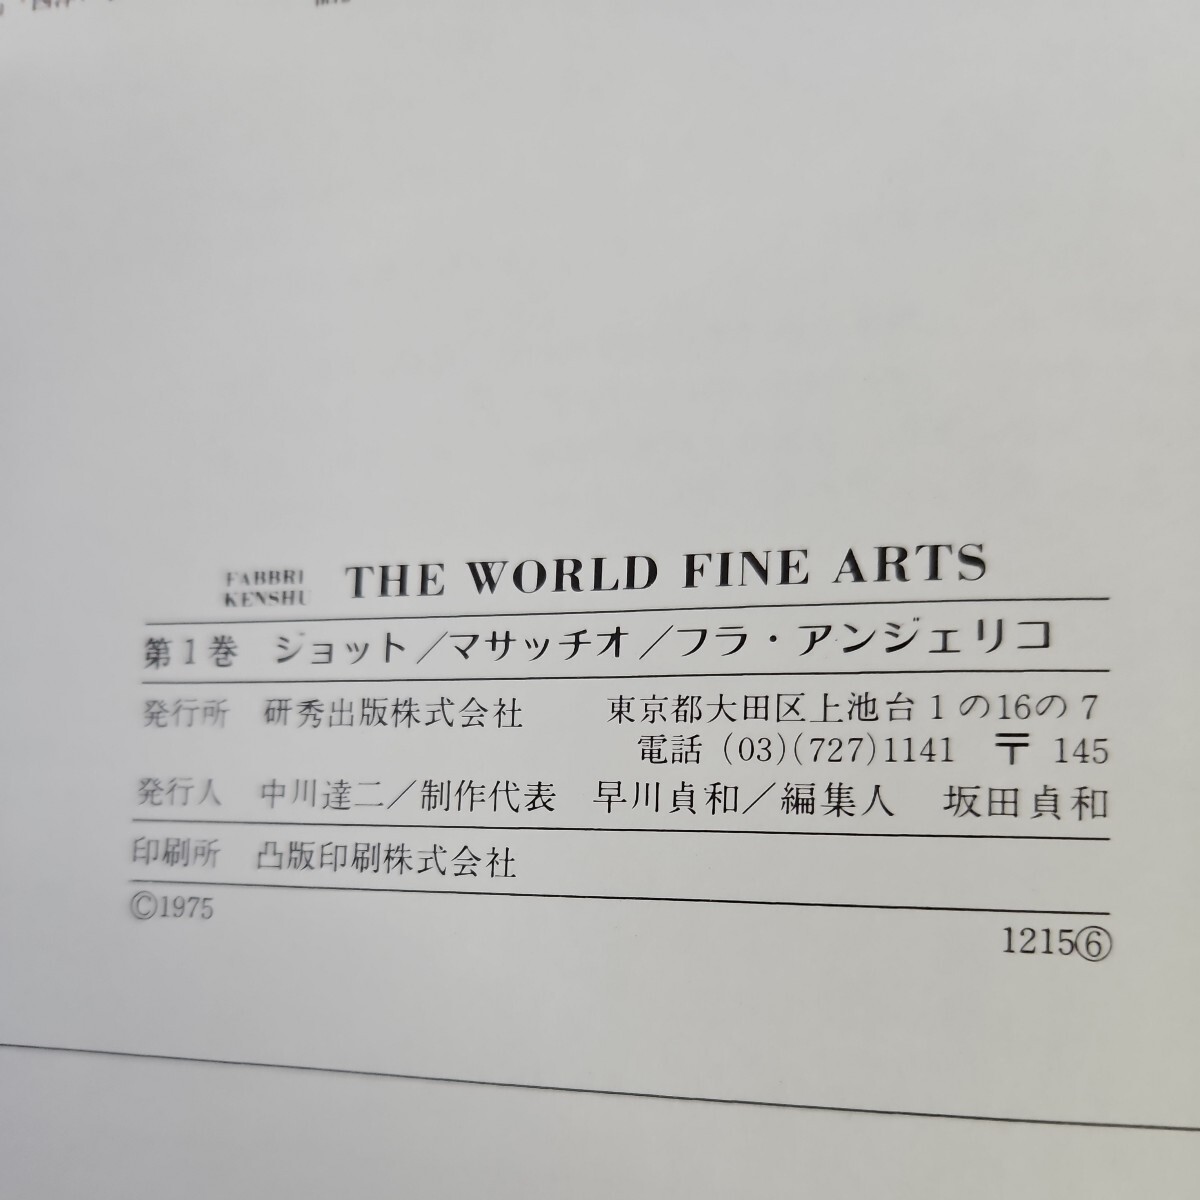 FABBRI
KENSHU THE WORLD FINE ARTS
第1巻 ジョット/マサッチオ/フラ・アンジェリコ
発行所 研秀出版株式会社 東京都大田区上池台1の16の7
電話 (03)(727)1141 〒 145
発行人 中川達二/制作代表 早川貞和/編集人 坂田貞和
印刷所 凸版印刷株式会社
©1975
1215⑥